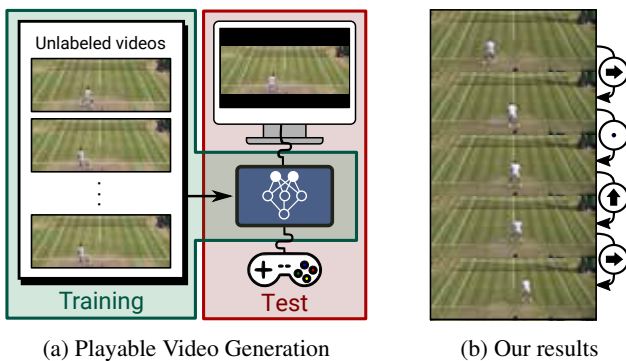 Unlabeled videos
Training
Test
(a) Playable Video Generation
(b) Our results